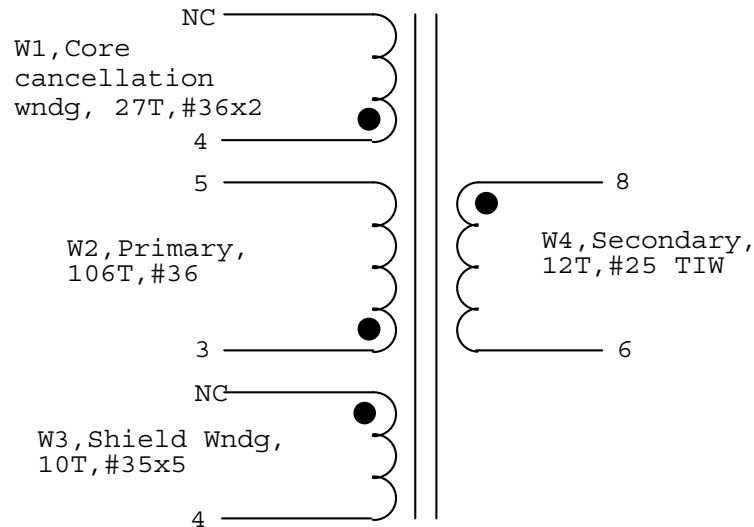 NC
W1,Core
cancellation
wndg, 27T,#36x2
4
5
W2,Primary,
106T,#36
3
NC
W3,Shield Wndg,
10T,#35x5
4
8
W4,Secondary,
12T,#25 TIW
6